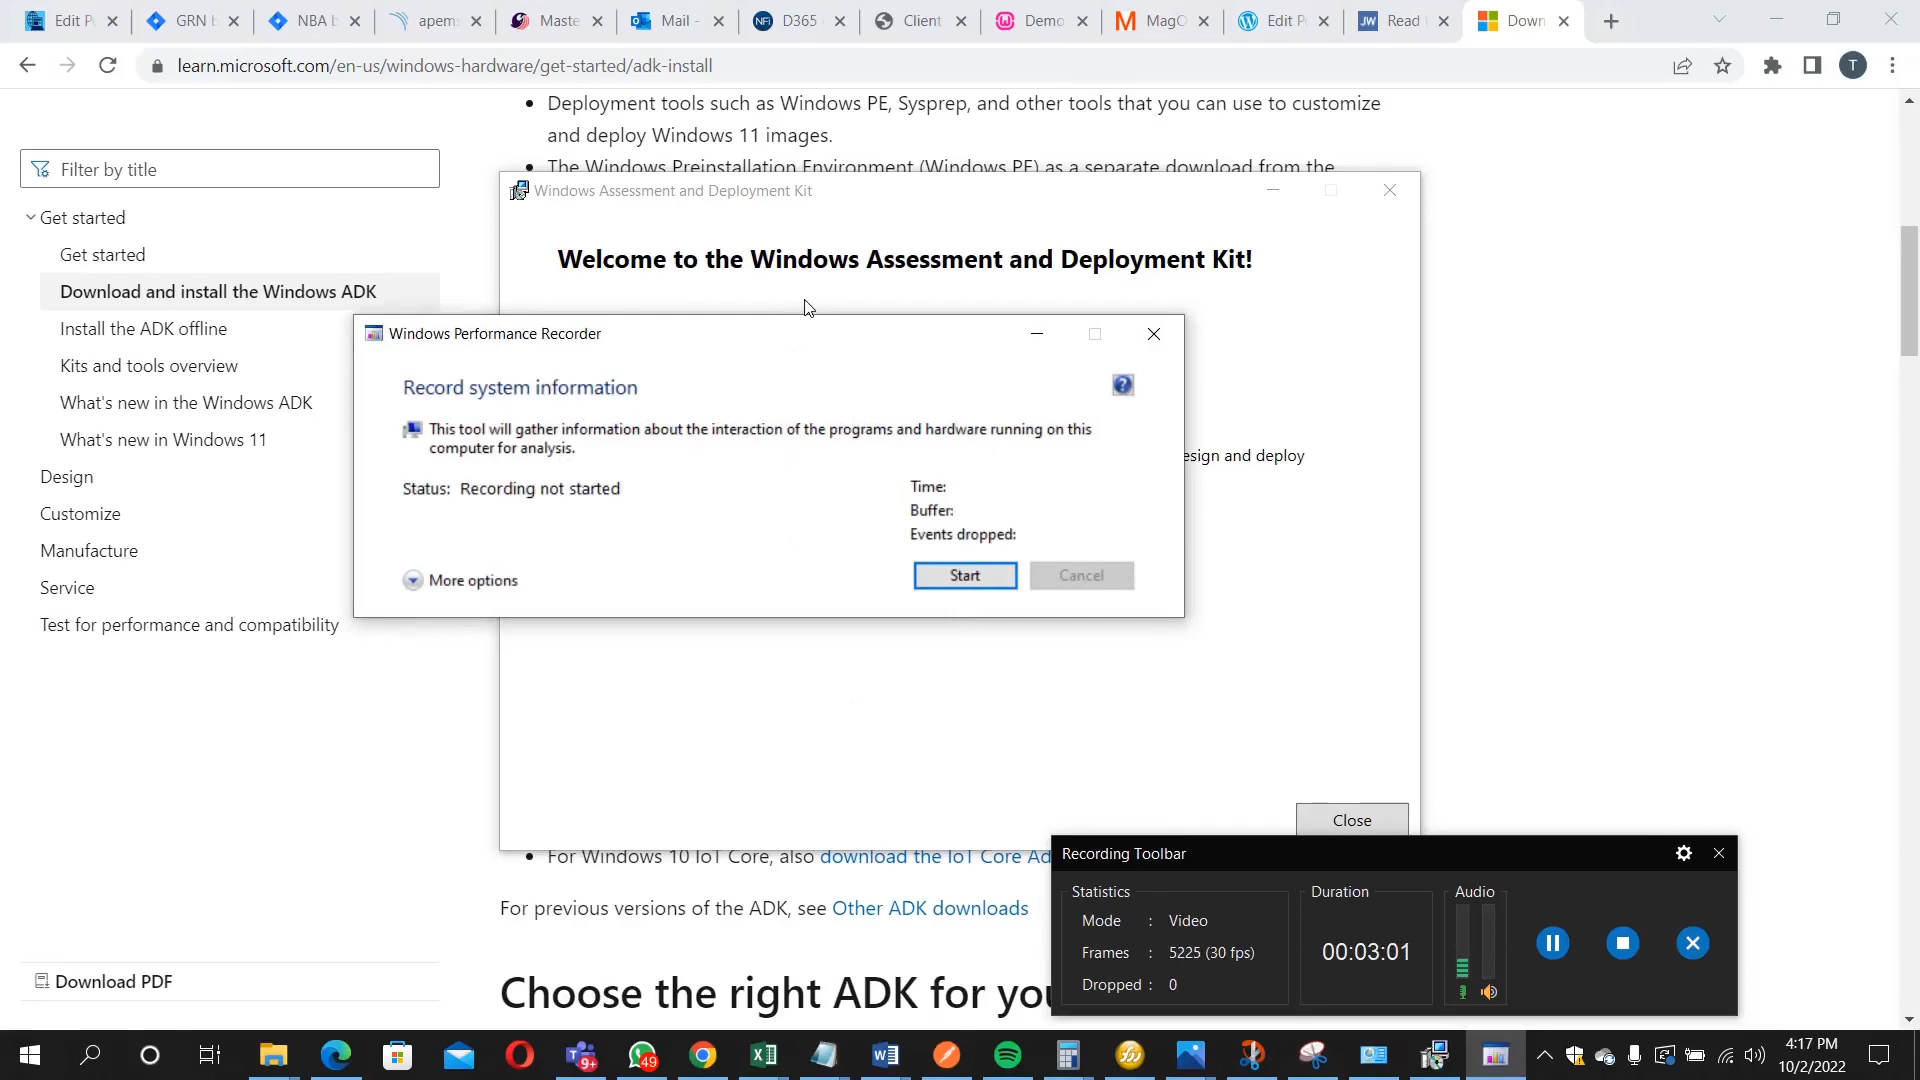 Edit P
GRN b
NBA b
apem
Maste
Mail -
D365
Client
Demo
MagO
Edit P
Read
Down
learn.microsoft.com/en-us/windows-hardware/get-started/adk-install
T
Filter by title
Get started
Get started
Download and install the Windows ADK
Install the ADK offline
Kits and tools overview
What's new in the Windows ADK
What's new in Windows 11
Design
Customize
Manufacture
Service
Test for performance and compatibility
Download PDF
Deployment tools such as Windows PE, Sysprep, and other tools that you can use to customize
and deploy Windows 11 images.
The Windows Preinstallation Environment (Windows PE) as a separate download from the
Windows Assessment and Deployment Kit
Welcome to the Windows Assessment and Deployment Kit!
esign and deploy
Close
Windows Performance Recorder
Record system information
This tool will gather information about the interaction of the programs and hardware running on this
computer for analysis.
Status: Recording not started
Time:
Buffer:
Events dropped:
More options
Start
Cancel
For Windows 10 IoT Core, also download the IoT Core Ad
For previous versions of the ADK, see Other ADK downloads
Choose the right ADK for you
Recording Toolbar
Statistics
Mode : Video
Frames : 5225 (30 fps)
Dropped : 0
Duration
00:03:01
Audio
9+
49
4:17 PM
10/2/2022